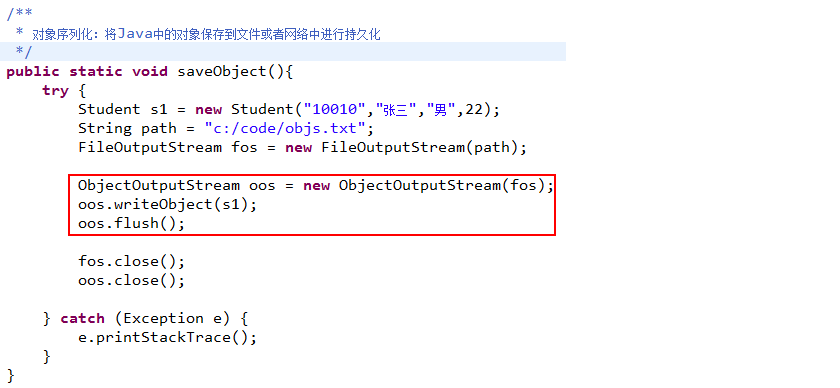 /**
 * 对象序列化：将Java中的对象保存到文件或者网络中进行持久化
 */
public static void saveObject(){
    try {
        Student s1 = new Student("10010","张三","男",22);
        String path = "c:/code/objs.txt";
        FileOutputStream fos = new FileOutputStream(path);
        ObjectOutputStream oos = new ObjectOutputStream(fos);
        oos.writeObject(s1);
        oos.flush();
        fos.close();
        oos.close();
    } catch (Exception e) {
        e.printStackTrace();
    }
}